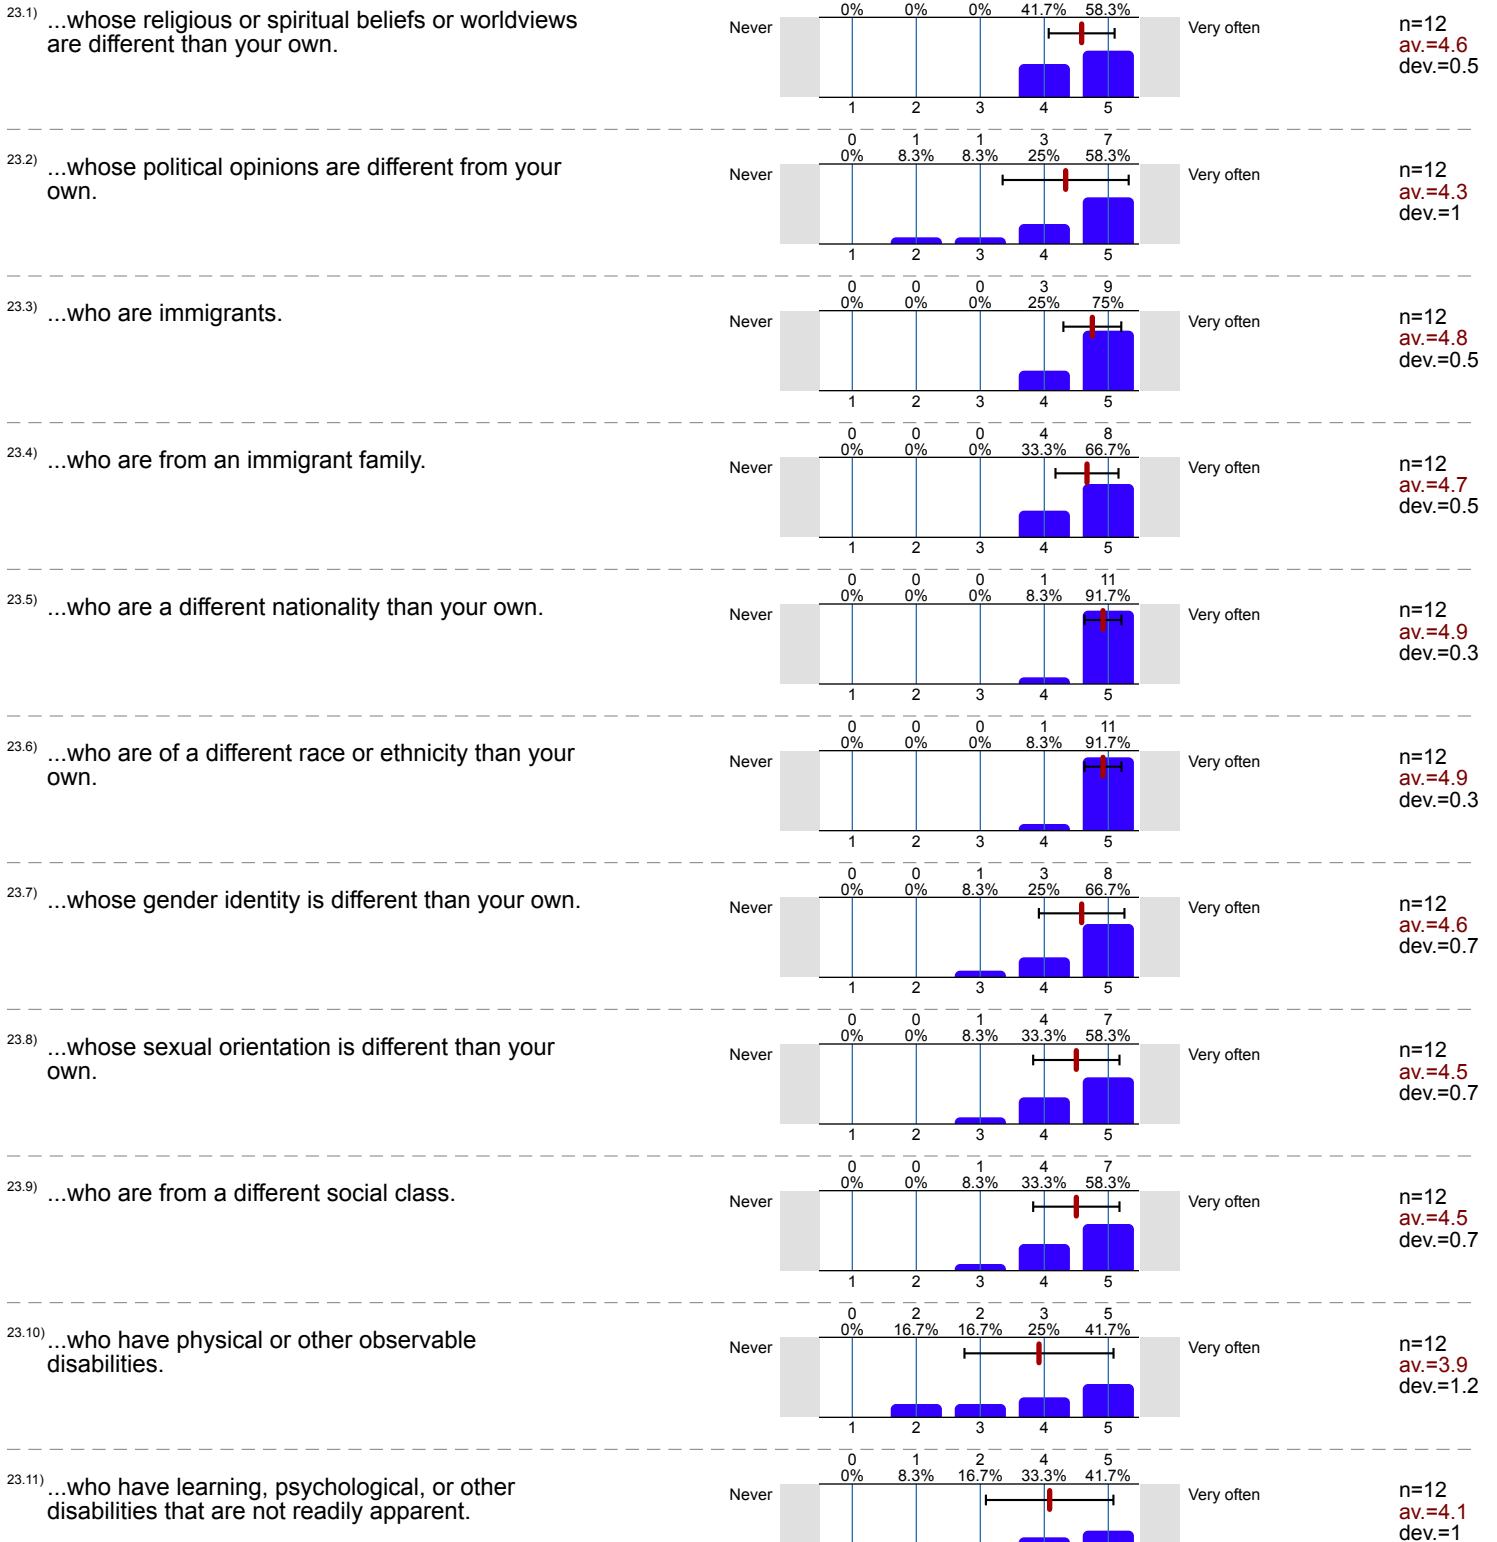 0% 0% 0% 41.7% 58.3%
23.1) ...whose religious or spiritual beliefs or worldviews
are different than your own.
Never Very often
n=12
av.=4.6
dev.=0.5
1 2 3 4 5
0 1 1 3 7
0% 8.3% 8.3% 25% 58.3%
23.2) ...whose political opinions are different from your
own.
Never Very often
n=12
av.=4.3
dev.=1
1 2 3 4 5
0 0 0 3 9
0% 0% 0% 25% 75%
23.3) ...who are immigrants.
Never Very often
n=12
av.=4.8
dev.=0.5
1 2 3 4 5
0 0 0 4 8
0% 0% 0% 33.3% 66.7%
23.4) ...who are from an immigrant family.
Never Very often
n=12
av.=4.7
dev.=0.5
1 2 3 4 5
0 0 0 1 11
0% 0% 0% 8.3% 91.7%
23.5) ...who are a different nationality than your own.
Never Very often
n=12
av.=4.9
dev.=0.3
1 2 3 4 5
0 0 0 1 11
0% 0% 0% 8.3% 91.7%
23.6) ...who are of a different race or ethnicity than your
own.
Never Very often
n=12
av.=4.9
dev.=0.3
1 2 3 4 5
0 0 1 3 8
0% 0% 8.3% 25% 66.7%
23.7) ...whose gender identity is different than your own.
Never Very often
n=12
av.=4.6
dev.=0.7
1 2 3 4 5
0 0 1 4 7
0% 0% 8.3% 33.3% 58.3%
23.8) ...whose sexual orientation is different than your
own.
Never Very often
n=12
av.=4.5
dev.=0.7
1 2 3 4 5
0 0 1 4 7
0% 0% 8.3% 33.3% 58.3%
23.9) ...who are from a different social class.
Never Very often
n=12
av.=4.5
dev.=0.7
1 2 3 4 5
0 2 2 3 5
0% 16.7% 16.7% 25% 41.7%
23.10) ...who have physical or other observable
disabilities.
Never Very often
n=12
av.=3.9
dev.=1.2
1 2 3 4 5
0 1 2 4 5
0% 8.3% 16.7% 33.3% 41.7%
23.11) ...who have learning, psychological, or other
disabilities that are not readily apparent.
Never Very often
n=12
av.=4.1
dev.=1